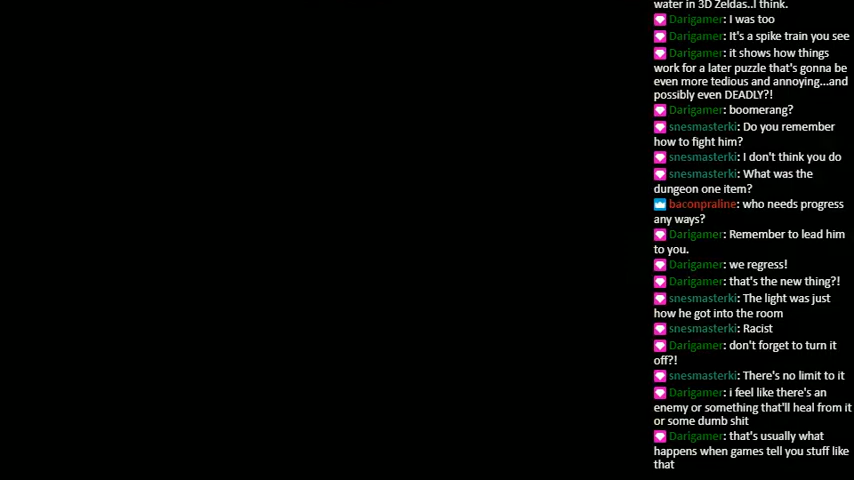 water in 3D Zeldas..I think.
Darigamer: I was too
Darigamer: It's a spike train you see
Darigamer: it shows how things
work for a later puzzle that's gonna be
even more tedious and annoying...and
possibly even DEADLY?!
Darigamer: boomerang?
snesmasterki: Do you remember
how to fight him?
snesmasterki: I don't think you do
snesmasterki: What was the
dungeon one item?
baconpraline: who needs progress
any ways?
Darigamer: Remember to lead him
to you.
Darigamer: we regress!
Darigamer: that's the new thing?!
snesmasterki: The light was just
how he got into the room
snesmasterki: Racist
Darigamer: don't forget to turn it
off?!
snesmasterki: There's no limit to it
Darigamer: i feel like there's an
enemy or something that'll heal from it
or some dumb shit
Darigamer: that's usually what
happens when games tell you stuff like
that